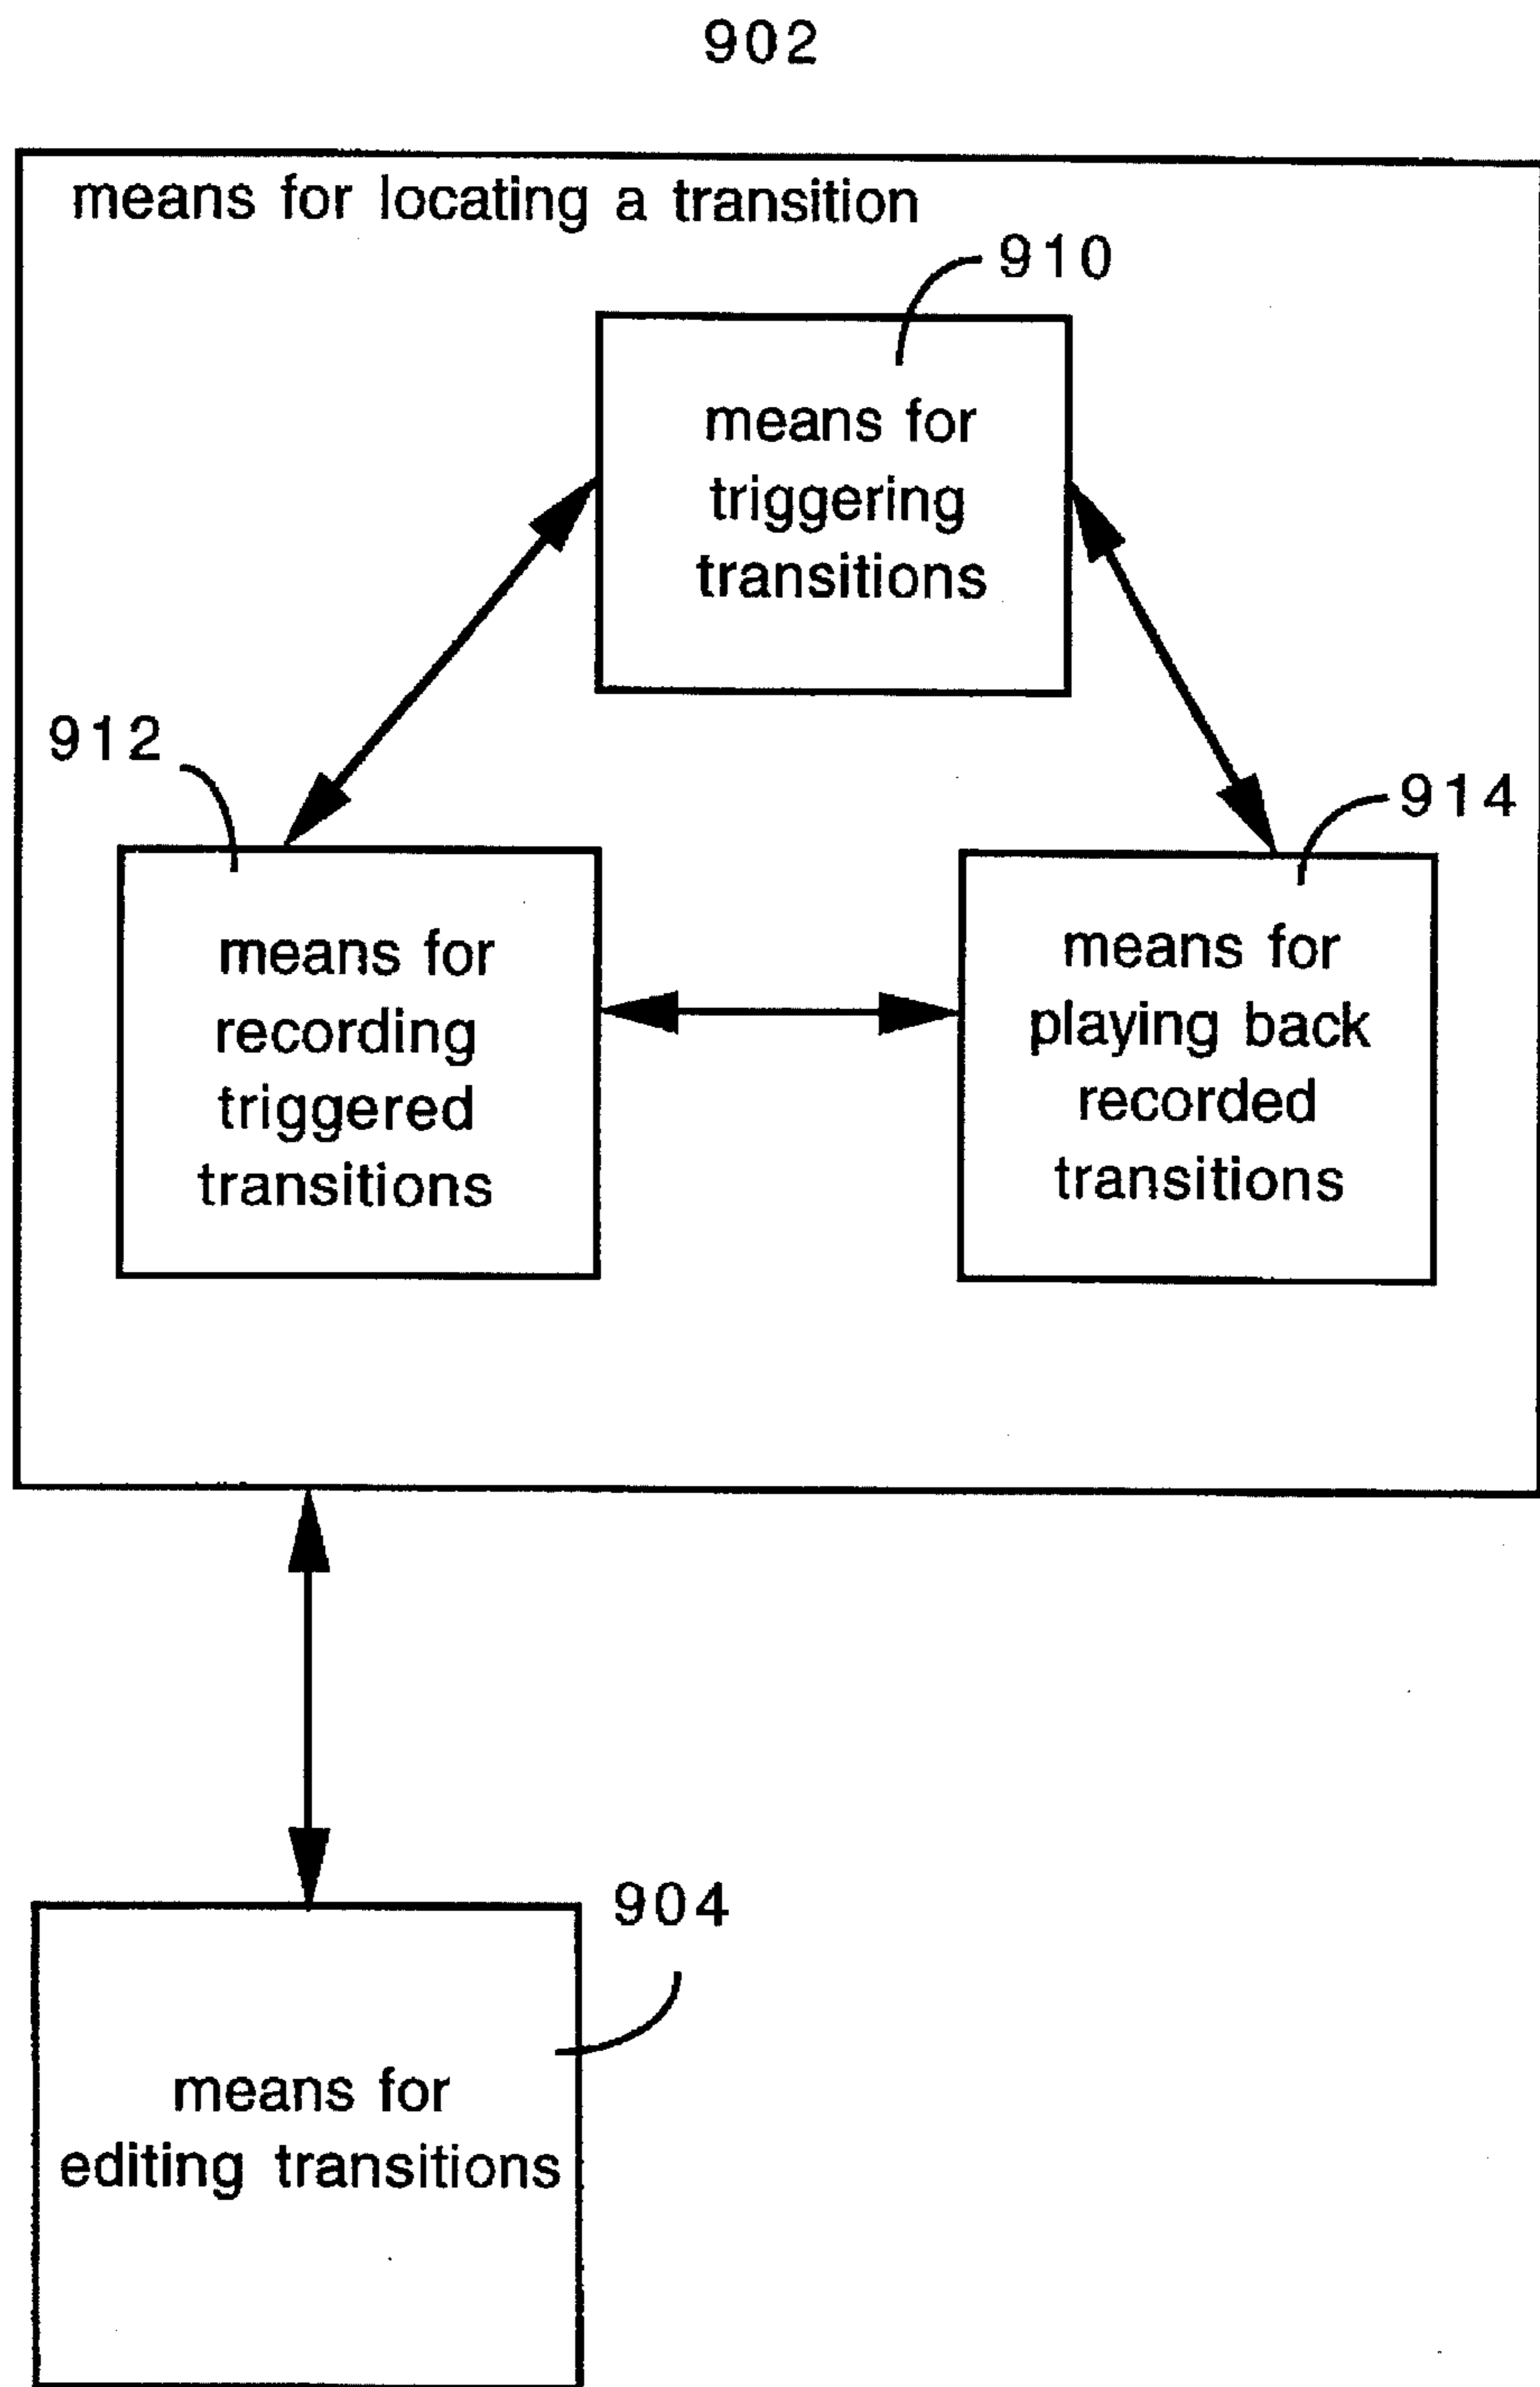 902
means for locating a transition
910
means for
triggering
transitions
912
914
means for
recording
triggered
transitions
means for
playing back
recorded
transitions
904
means for
editing transitions